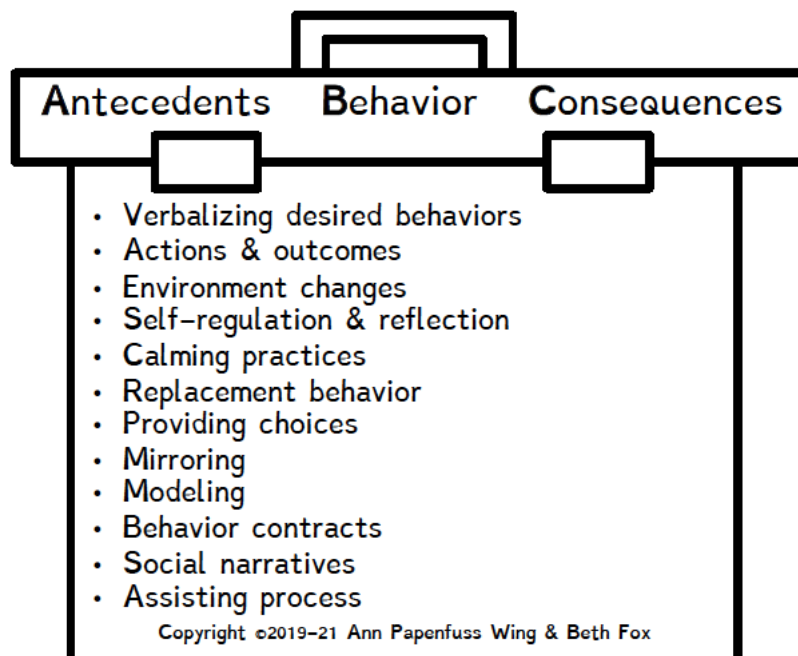 Antecedents Behavior Consequences
• Verbalizing desired behaviors
• Actions & outcomes
• Environment changes
• Self-regulation & reflection
• Calming practices
• Replacement behavior
• Providing choices
• Mirroring
• Modeling
• Behavior contracts
• Social narratives
• Assisting process
Copyright ©2019-21 Ann Papenfuss Wing & Beth Fox